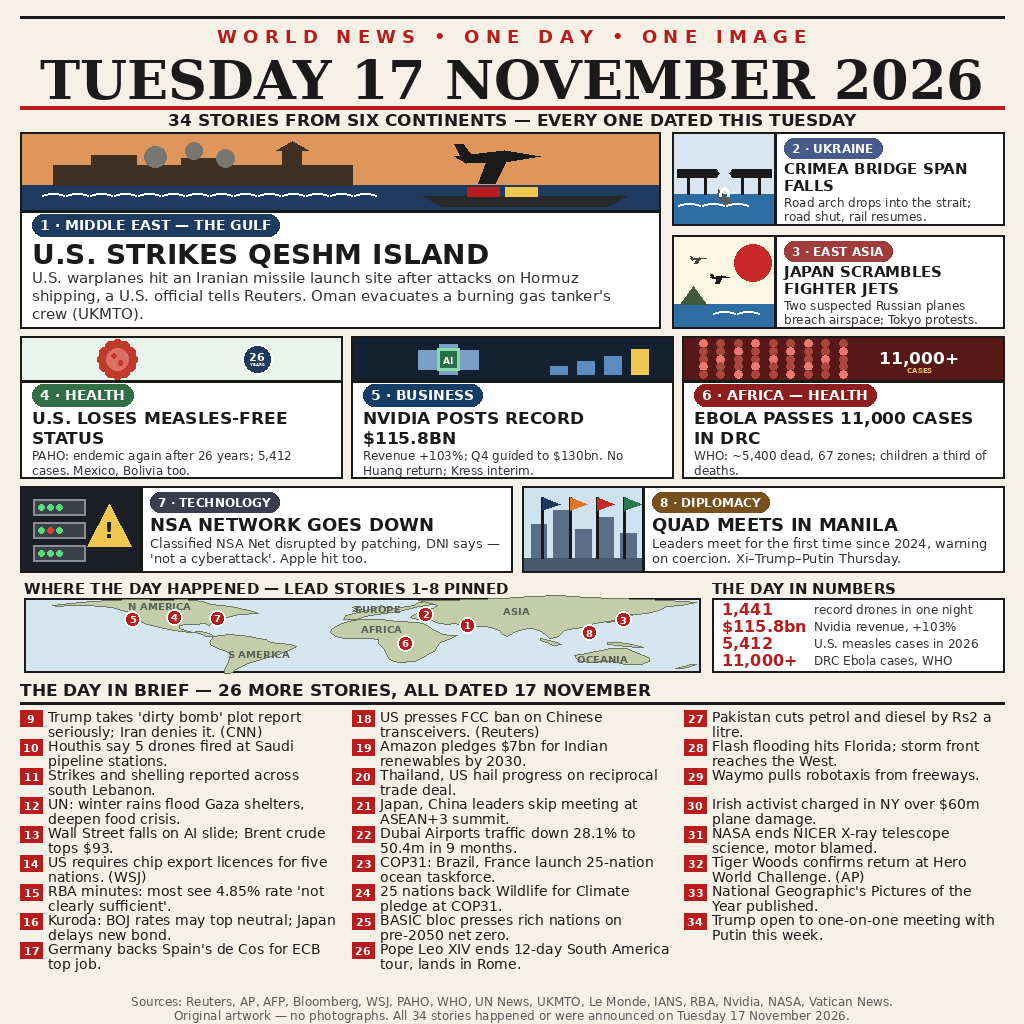 WORLD NEWS • ONE DAY • ONE IMAGE
TUESDAY 17 NOVEMBER 2026
34 STORIES FROM SIX CONTINENTS — EVERY ONE DATED THIS TUESDAY
1 · MIDDLE EAST — THE GULF
U.S. STRIKES QESHM ISLAND
U.S. warplanes hit an Iranian missile launch site after attacks on Hormuz
shipping, a U.S. official tells Reuters. Oman evacuates a burning gas tanker's
crew (UKMTO).
2 · UKRAINE
CRIMEA BRIDGE SPAN
FALLS
Road arch drops into the strait;
road shut, rail resumes.
3 · EAST ASIA
JAPAN SCRAMBLES
FIGHTER JETS
Two suspected Russian planes
breach airspace; Tokyo protests.
26
YEARS
4 · HEALTH
U.S. LOSES MEASLES-FREE
STATUS
PAHO: endemic again after 26 years; 5,412
cases. Mexico, Bolivia too.
AI
5 · BUSINESS
NVIDIA POSTS RECORD
$115.8BN
Revenue +103%; Q4 guided to $130bn. No
Huang return; Kress interim.
11,000+
CASES
6 · AFRICA — HEALTH
EBOLA PASSES 11,000 CASES
IN DRC
WHO: ~5,400 dead, 67 zones; children a third of
deaths.
!
7 · TECHNOLOGY
NSA NETWORK GOES DOWN
Classified NSA Net disrupted by patching, DNI says —
'not a cyberattack'. Apple hit too.
8 · DIPLOMACY
QUAD MEETS IN MANILA
Leaders meet for the first time since 2024, warning
on coercion. Xi–Trump–Putin Thursday.
WHERE THE DAY HAPPENED — LEAD STORIES 1–8 PINNED
N AMERICA
EUROPE
ASIA
AFRICA
S AMERICA
OCEANIA
5
4
7
2
1
6
8
3
THE DAY IN NUMBERS
1,441 record drones in one night
$115.8bn Nvidia revenue, +103%
5,412 U.S. measles cases in 2026
11,000+ DRC Ebola cases, WHO
THE DAY IN BRIEF — 26 MORE STORIES, ALL DATED 17 NOVEMBER
9 Trump takes 'dirty bomb' plot report
seriously; Iran denies it. (CNN)
10 Houthis say 5 drones fired at Saudi
pipeline stations.
11 Strikes and shelling reported across
south Lebanon.
12 UN: winter rains flood Gaza shelters,
deepen food crisis.
13 Wall Street falls on AI slide; Brent crude
tops $93.
14 US requires chip export licences for five
nations. (WSJ)
15 RBA minutes: most see 4.85% rate 'not
clearly sufficient'.
16 Kuroda: BOJ rates may top neutral; Japan
delays new bond.
17 Germany backs Spain's de Cos for ECB
top job.
18 US presses FCC ban on Chinese
transceivers. (Reuters)
19 Amazon pledges $7bn for Indian
renewables by 2030.
20 Thailand, US hail progress on reciprocal
trade deal.
21 Japan, China leaders skip meeting at
ASEAN+3 summit.
22 Dubai Airports traffic down 28.1% to
50.4m in 9 months.
23 COP31: Brazil, France launch 25-nation
ocean taskforce.
24 25 nations back Wildlife for Climate
pledge at COP31.
25 BASIC bloc presses rich nations on
pre-2050 net zero.
26 Pope Leo XIV ends 12-day South America
tour, lands in Rome.
27 Pakistan cuts petrol and diesel by Rs2 a
litre.
28 Flash flooding hits Florida; storm front
reaches the West.
29 Waymo pulls robotaxis from freeways.
30 Irish activist charged in NY over $60m
plane damage.
31 NASA ends NICER X-ray telescope
science, motor blamed.
32 Tiger Woods confirms return at Hero
World Challenge. (AP)
33 National Geographic's Pictures of the
Year published.
34 Trump open to one-on-one meeting with
Putin this week.
Sources: Reuters, AP, AFP, Bloomberg, WSJ, PAHO, WHO, UN News, UKMTO, Le Monde, IANS, RBA, Nvidia, NASA, Vatican News.
Original artwork — no photographs. All 34 stories happened or were announced on Tuesday 17 November 2026.